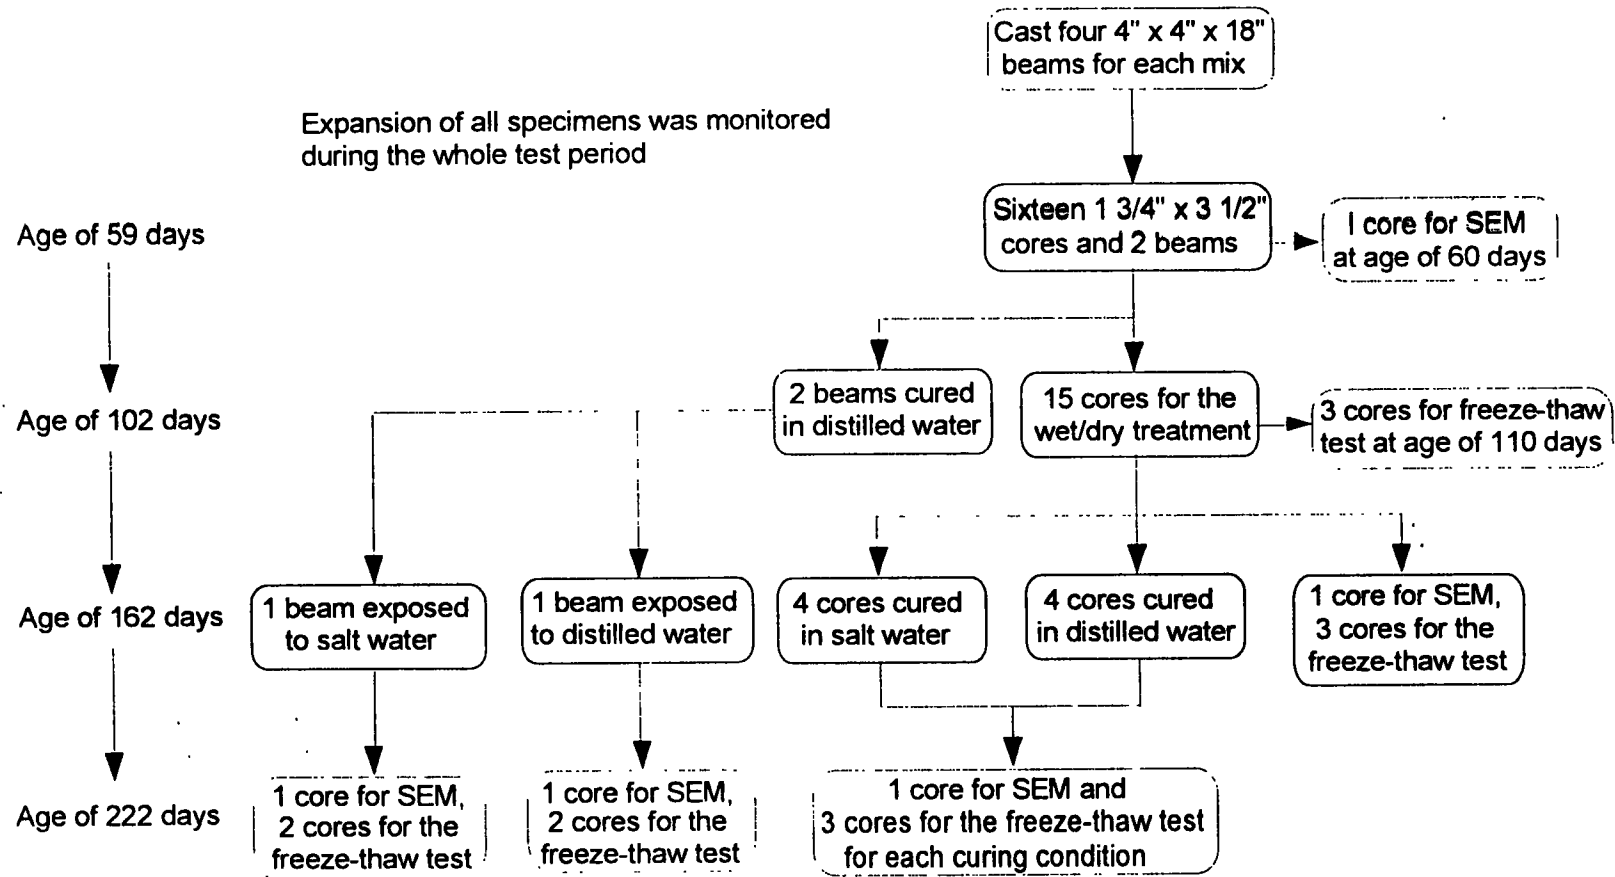 Cast four 4" x 4" x 18"
beams for each mix
Expansion of all specimens was monitored
during the whole test period
Age of 59 days
Sixteen 1 3/4" x 3 1/2"
cores and 2 beams
I core for SEM
at age of 60 days
Age of 102 days
2 beams cured
in distilled water
15 cores for the
wet/dry treatment
3 cores for freeze-thaw
test at age of 110 days
Age of 162 days
1 beam exposed
to salt water
1 beam exposed
to distilled water
4 cores cured
in salt water
4 cores cured
in distilled water
1 core for SEM,
3 cores for the
freeze-thaw test
Age of 222 days
1 core for SEM,
2 cores for the
freeze-thaw test
1 core for SEM,
2 cores for the
freeze-thaw test
1 core for SEM and
3 cores for the freeze-thaw test
for each curing condition